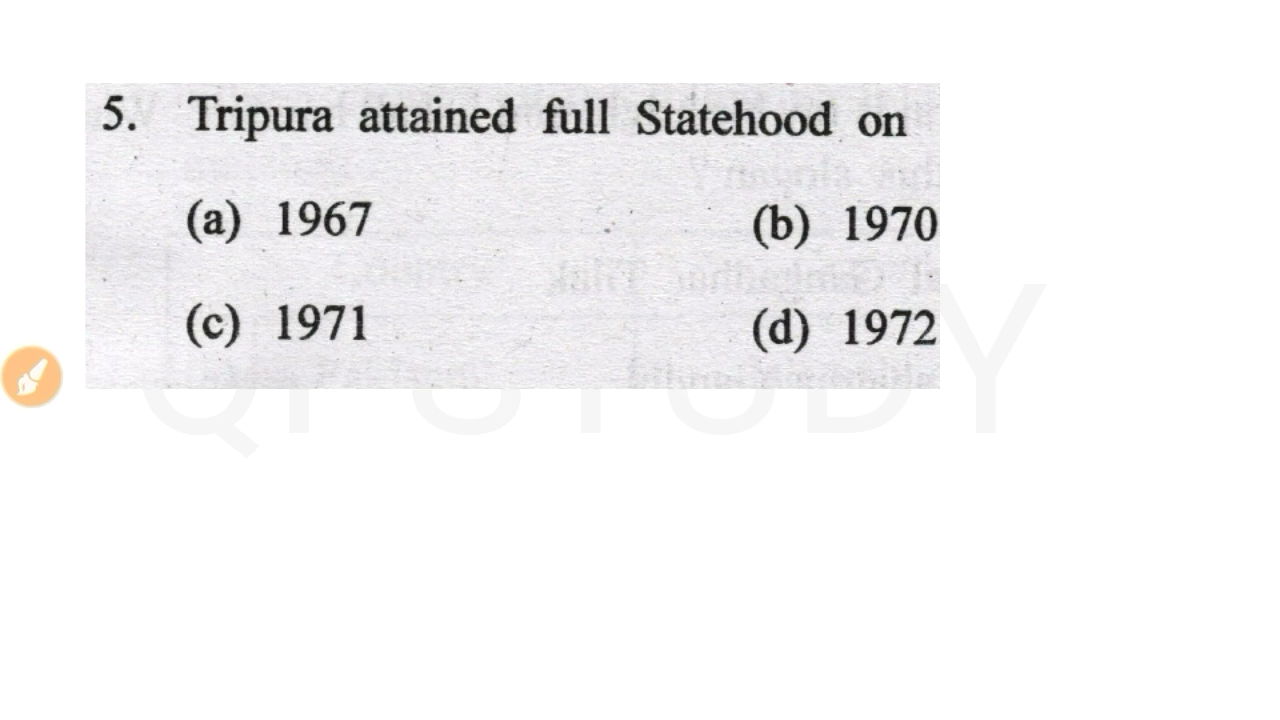 5. Tripura attained full Statehood on
(a) 1967 (b) 1970
(c) 1971 (d) 1972